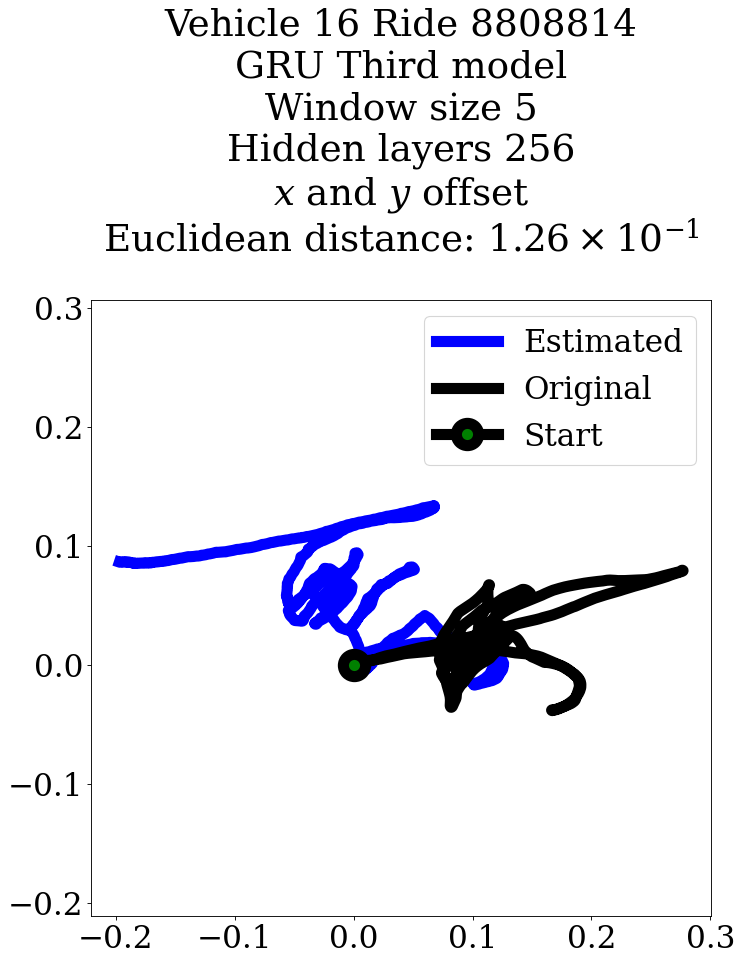 Vehicle 16 Ride 8808814
GRU Third model
Window size 5
Hidden layers 256
x and y offset
Euclidean distance: 1.26 × 10⁻¹
Estimated
Original
Start
0.3
0.2
0.1
0.0
−0.1
−0.2
−0.2 −0.1 0.0 0.1 0.2 0.3